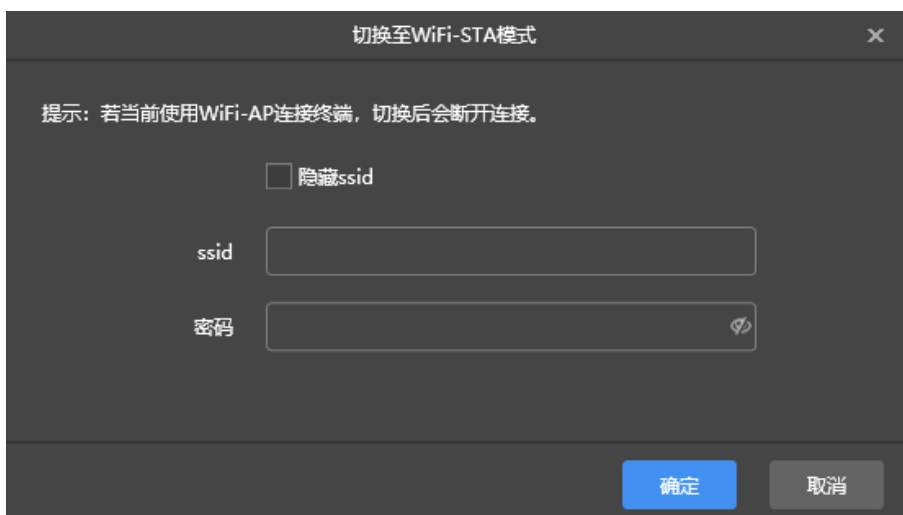 切换至WiFi-STA模式
提示：若当前使用WiFi-AP连接终端，切换后会断开连接。
隐藏ssid
ssid
密码
确定
取消